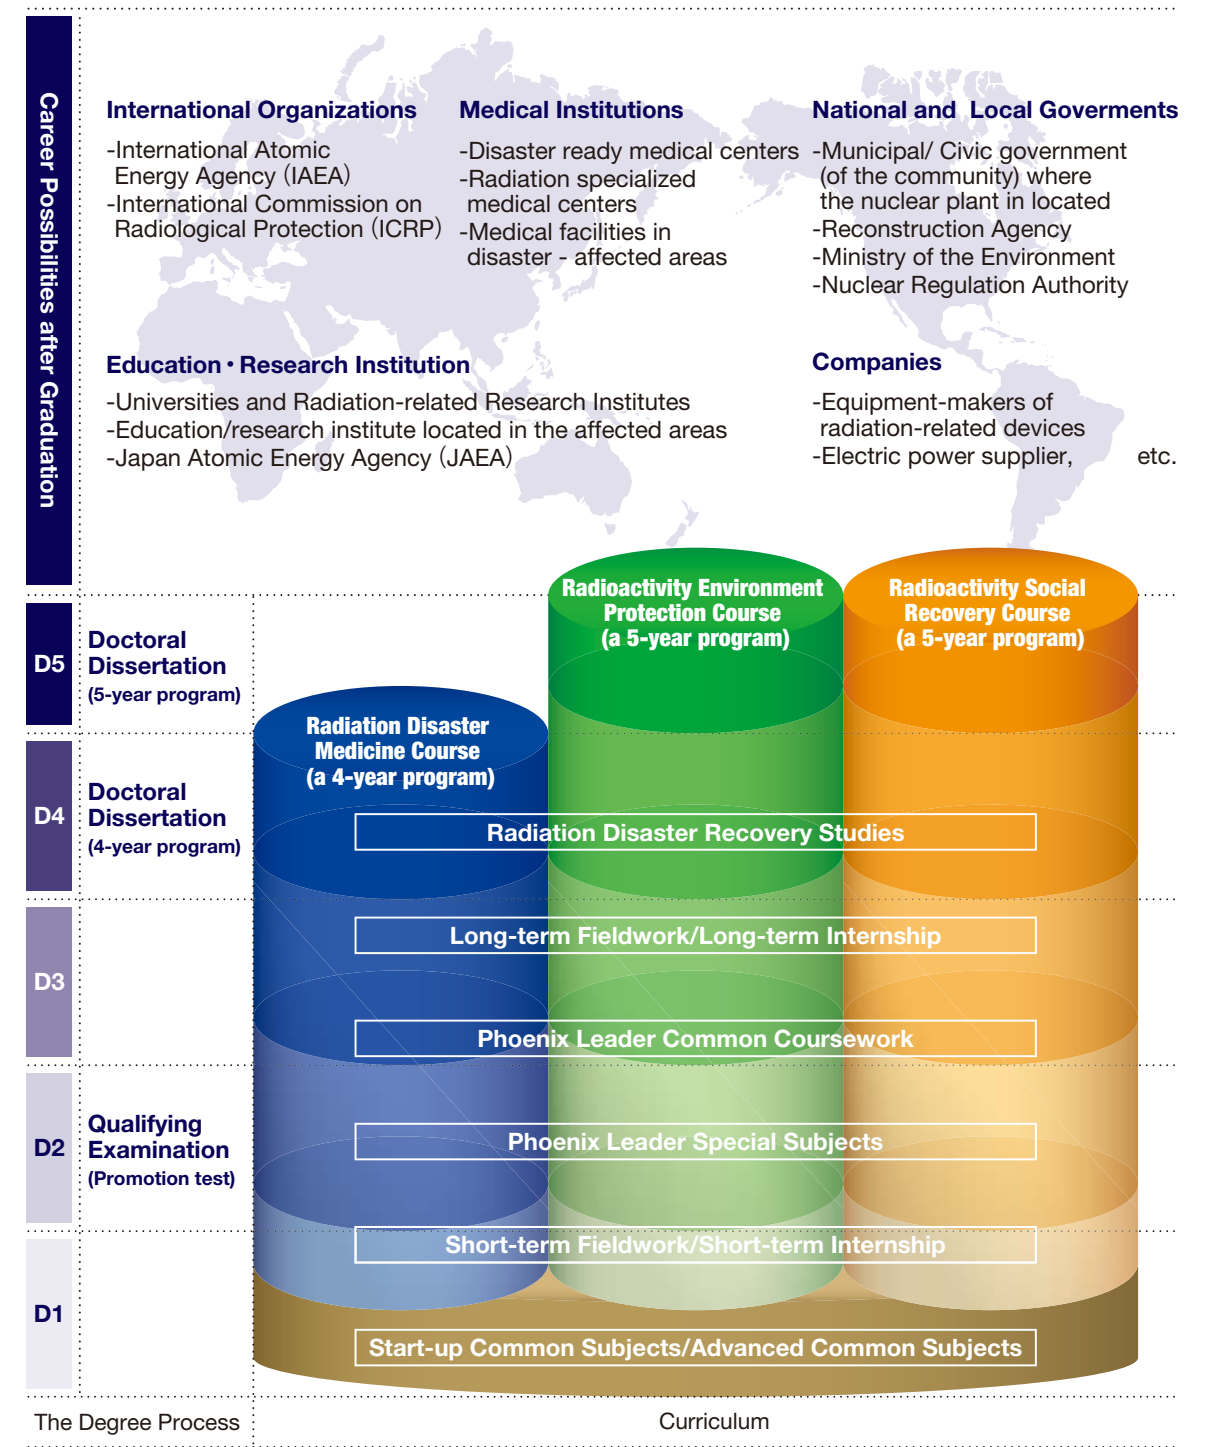 Career Possibilities after Graduation
International Organizations
-International Atomic
Energy Agency (IAEA)
-International Commission on
Radiological Protection (ICRP)
Medical Institutions
-Disaster ready medical centers
-Radiation specialized
medical centers
-Medical facilities in
disaster - affected areas
National and Local Goverments
-Municipal/ Civic government
(of the community) where
the nuclear plant in located
-Reconstruction Agency
-Ministry of the Environment
-Nuclear Regulation Authority
Education・Research Institution
-Universities and Radiation-related Research Institutes
-Education/research institute located in the affected areas
-Japan Atomic Energy Agency (JAEA)
Companies
-Equipment-makers of
radiation-related devices
-Electric power supplier, etc.
Radioactivity Environment
Protection Course
(a 5-year program)
Radioactivity Social
Recovery Course
(a 5-year program)
D5
Doctoral
Dissertation
(5-year program)
Radiation Disaster
Medicine Course
(a 4-year program)
D4
Doctoral
Dissertation
(4-year program)
Radiation Disaster Recovery Studies
Long-term Fieldwork/Long-term Internship
D3
Phoenix Leader Common Coursework
D2
Qualifying
Examination
(Promotion test)
Phoenix Leader Special Subjects
Short-term Fieldwork/Short-term Internship
D1
Start-up Common Subjects/Advanced Common Subjects
The Degree Process
Curriculum